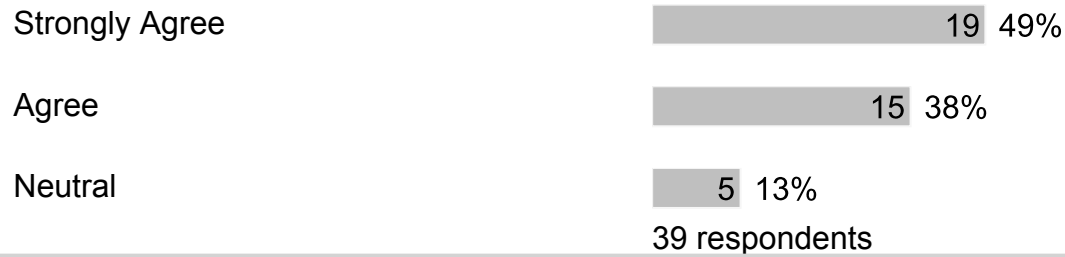 Strongly Agree 19 49%
Agree 15 38%
Neutral 5 13%
39 respondents